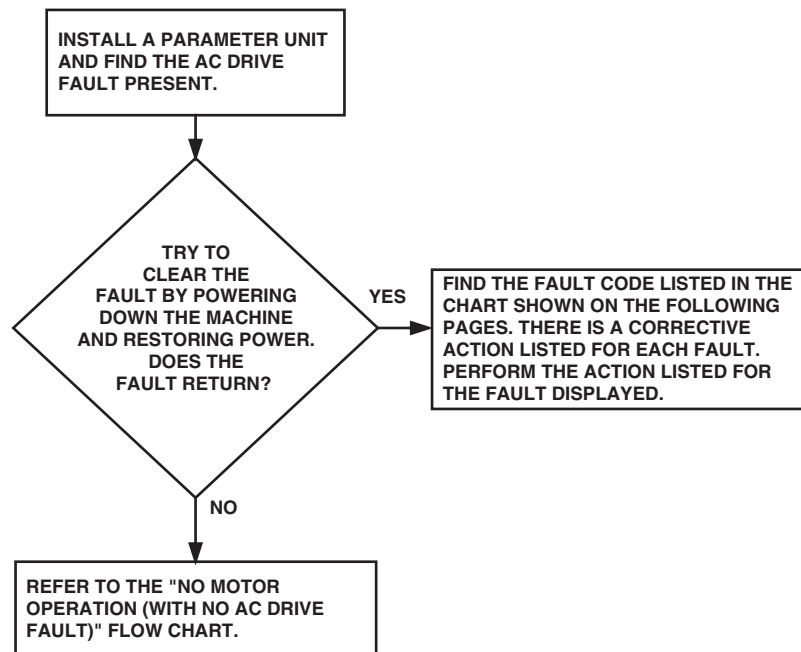 INSTALL A PARAMETER UNIT
AND FIND THE AC DRIVE
FAULT PRESENT.
TRY TO
CLEAR THE
FAULT BY POWERING
DOWN THE MACHINE
AND RESTORING POWER.
DOES THE
FAULT RETURN?
YES
FIND THE FAULT CODE LISTED IN THE
CHART SHOWN ON THE FOLLOWING
PAGES. THERE IS A CORRECTIVE
ACTION LISTED FOR EACH FAULT.
PERFORM THE ACTION LISTED FOR
THE FAULT DISPLAYED.
NO
REFER TO THE "NO MOTOR
OPERATION (WITH NO AC DRIVE
FAULT)" FLOW CHART.